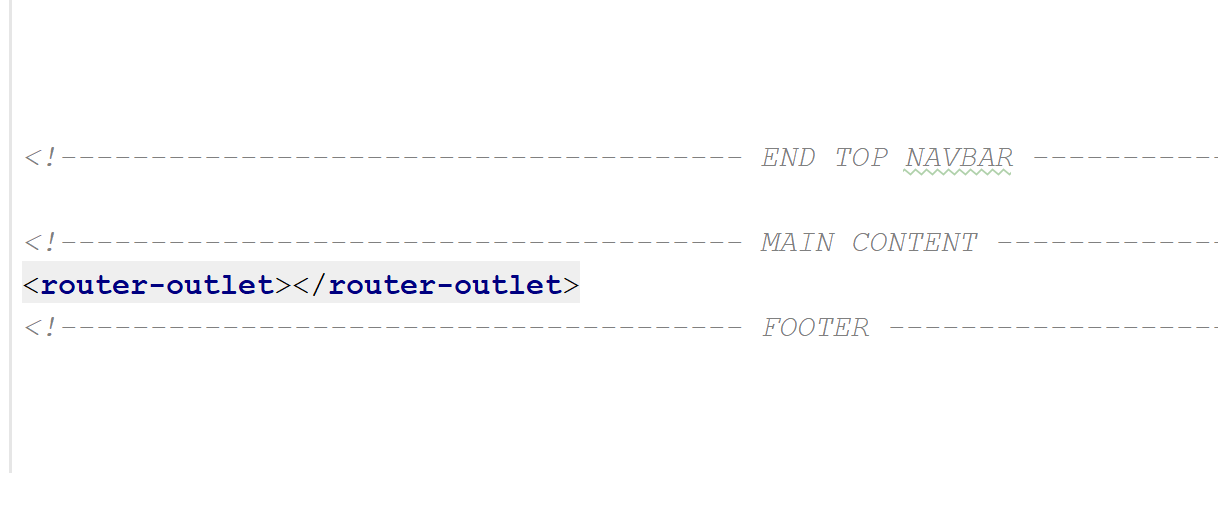 <!-------------------------------------- END TOP NAVBAR -----------
<!-------------------------------------- MAIN CONTENT -------------
<router-outlet></router-outlet>
<!-------------------------------------- FOOTER -------------------